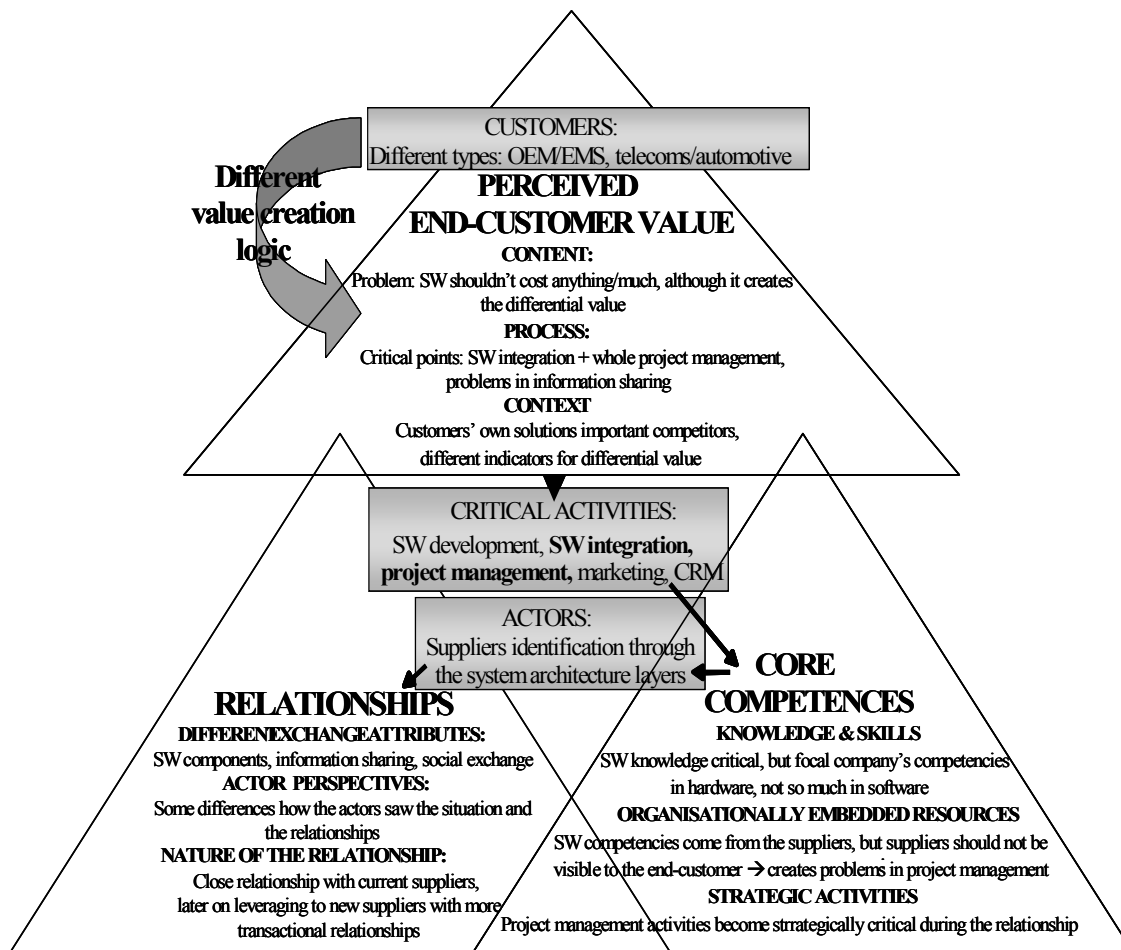 CUSTOMERS:
Different types: OEM/EMS, telecoms/automotive
Different
value creation
logic
PERCEIVED
END-CUSTOMER VALUE
CONTENT:
Problem: SW shouldn't cost anything/much, although it creates
the differential value
PROCESS:
Critical points: SW integration + whole project management,
problems in information sharing
CONTEXT
Customers' own solutions important competitors,
different indicators for differential value
CRITICAL ACTIVITIES:
SW development, SW integration,
project management, marketing, CRM
ACTORS:
Suppliers identification through
the system architecture layers
RELATIONSHIPS
DIFFERENT EXCHANGE ATTRIBUTES:
SW components, information sharing, social exchange
ACTOR PERSPECTIVES:
Some differences how the actors saw the situation and
the relationships
NATURE OF THE RELATIONSHIP:
Close relationship with current suppliers,
later on leveraging to new suppliers with more
transactional relationships
CORE
COMPETENCES
KNOWLEDGE & SKILLS
SW knowledge critical, but focal company's competencies
in hardware, not so much in software
ORGANISATIONALLY EMBEDDED RESOURCES
SW competencies come from the suppliers, but suppliers should not be
visible to the end-customer → creates problems in project management
STRATEGIC ACTIVITIES
Project management activities become strrategically critical during the relationship